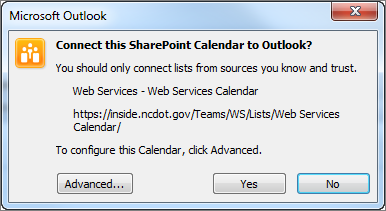 Microsoft Outlook
Connect this SharePoint Calendar to Outlook?
You should only connect lists from sources you know and trust.
Web Services - Web Services Calendar
https://inside.ncdot.gov/Teams/WS/Lists/Web Services
Calendar/
To configure this Calendar, click Advanced.
Advanced... Yes No